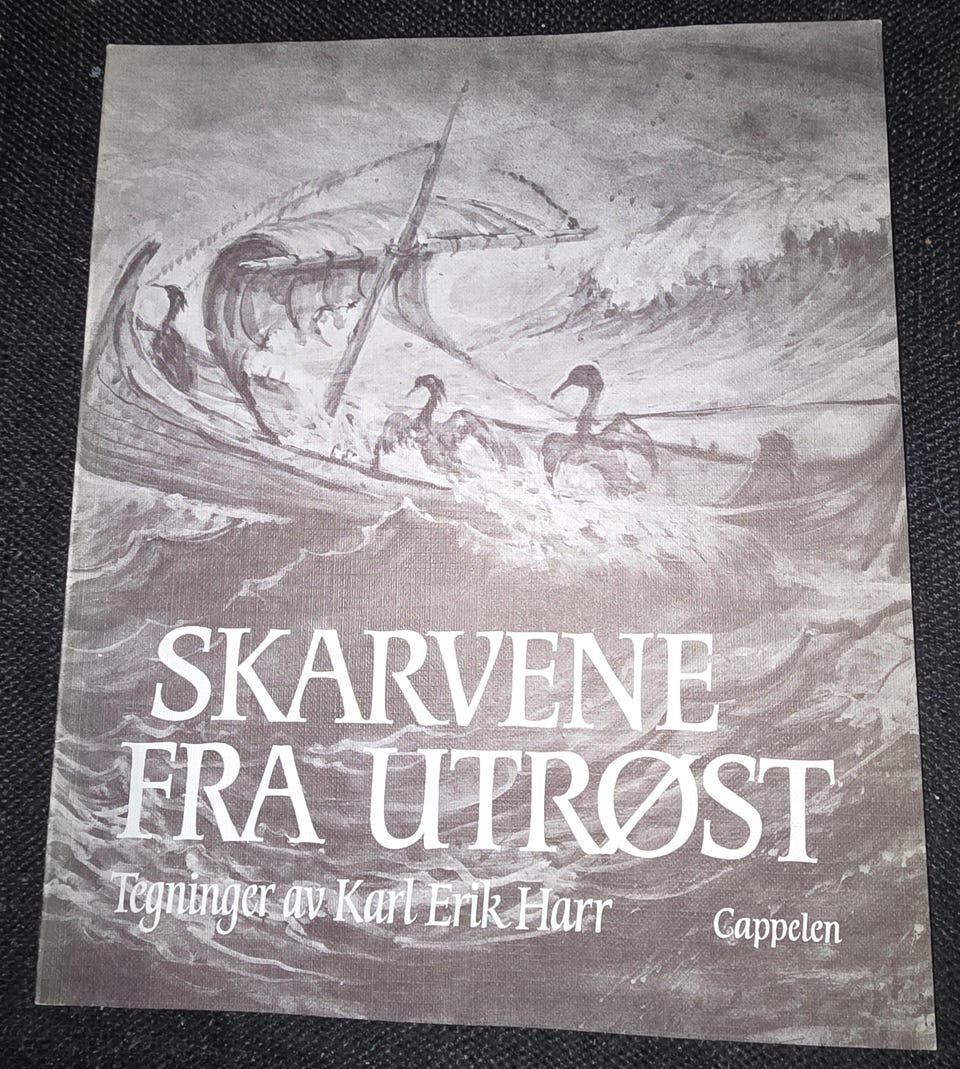 SKARVENE
FRA UTRØST
Tegninger av Karl Erik Harr
Cappelen